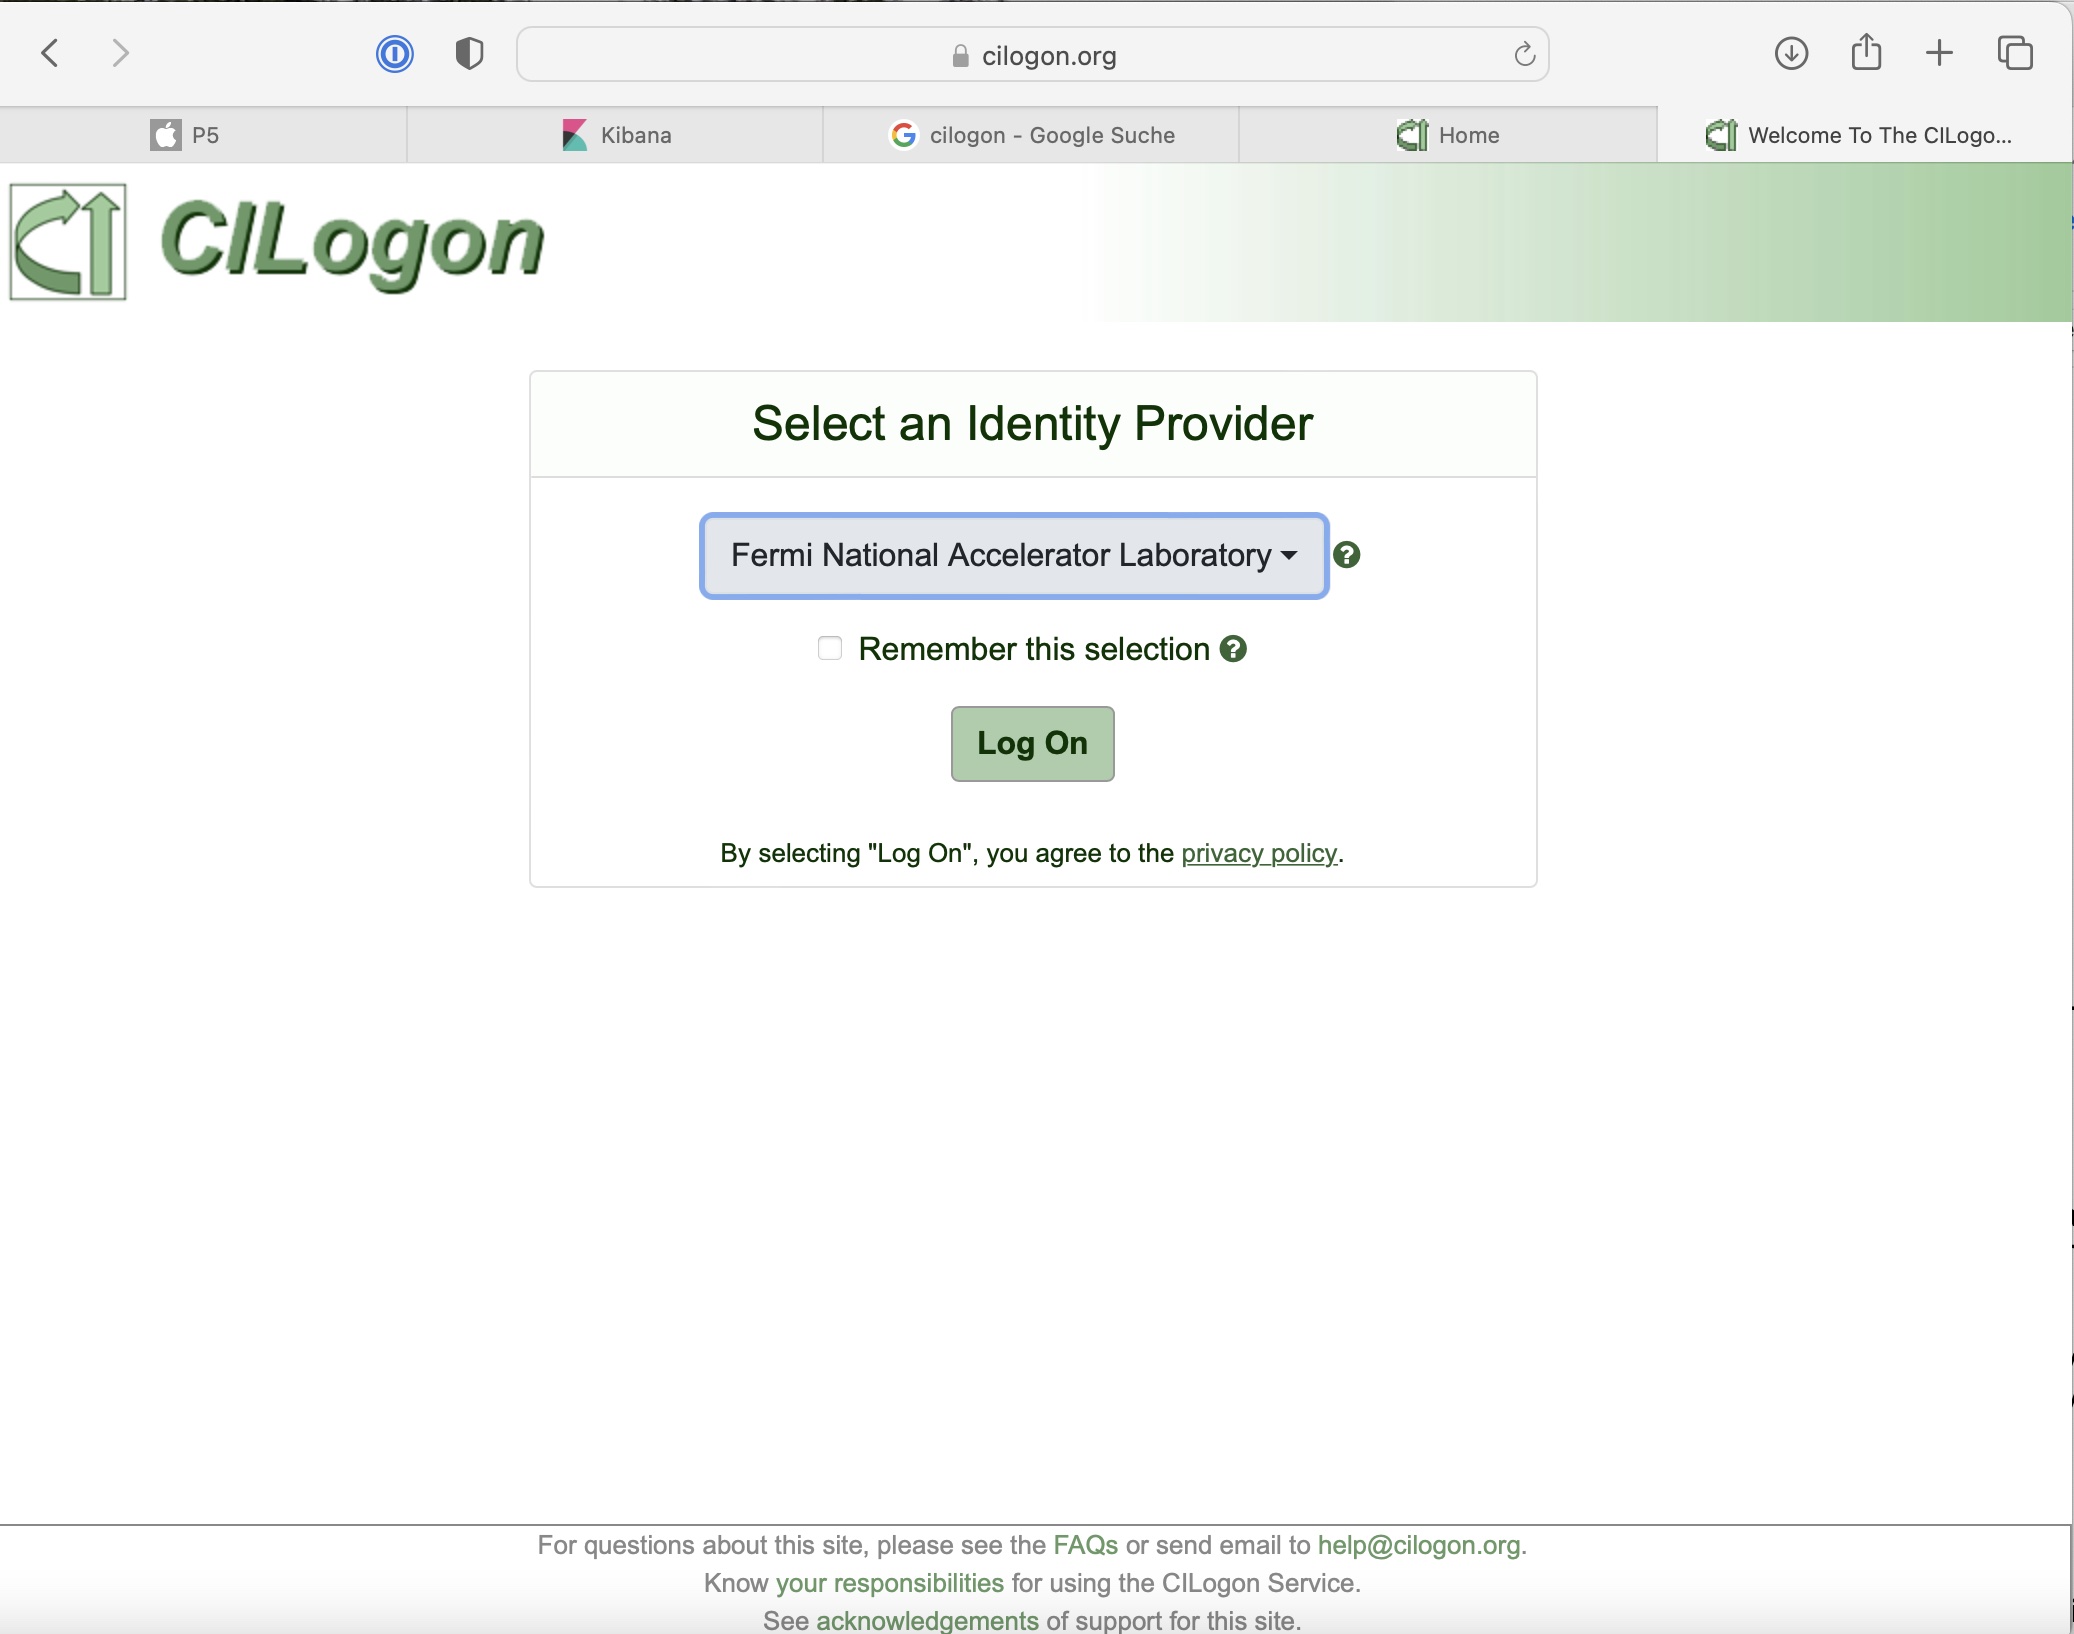 cilogon.org
P5
Kibana
cilogon - Google Suche
Home
Welcome To The CILogo...
CILogon
Select an Identity Provider
Fermi National Accelerator Laboratory
Remember this selection
Log On
By selecting "Log On", you agree to the privacy policy.
For questions about this site, please see the FAQs or send email to help@cilogon.org.
Know your responsibilities for using the CILogon Service.
See acknowledgements of support for this site.